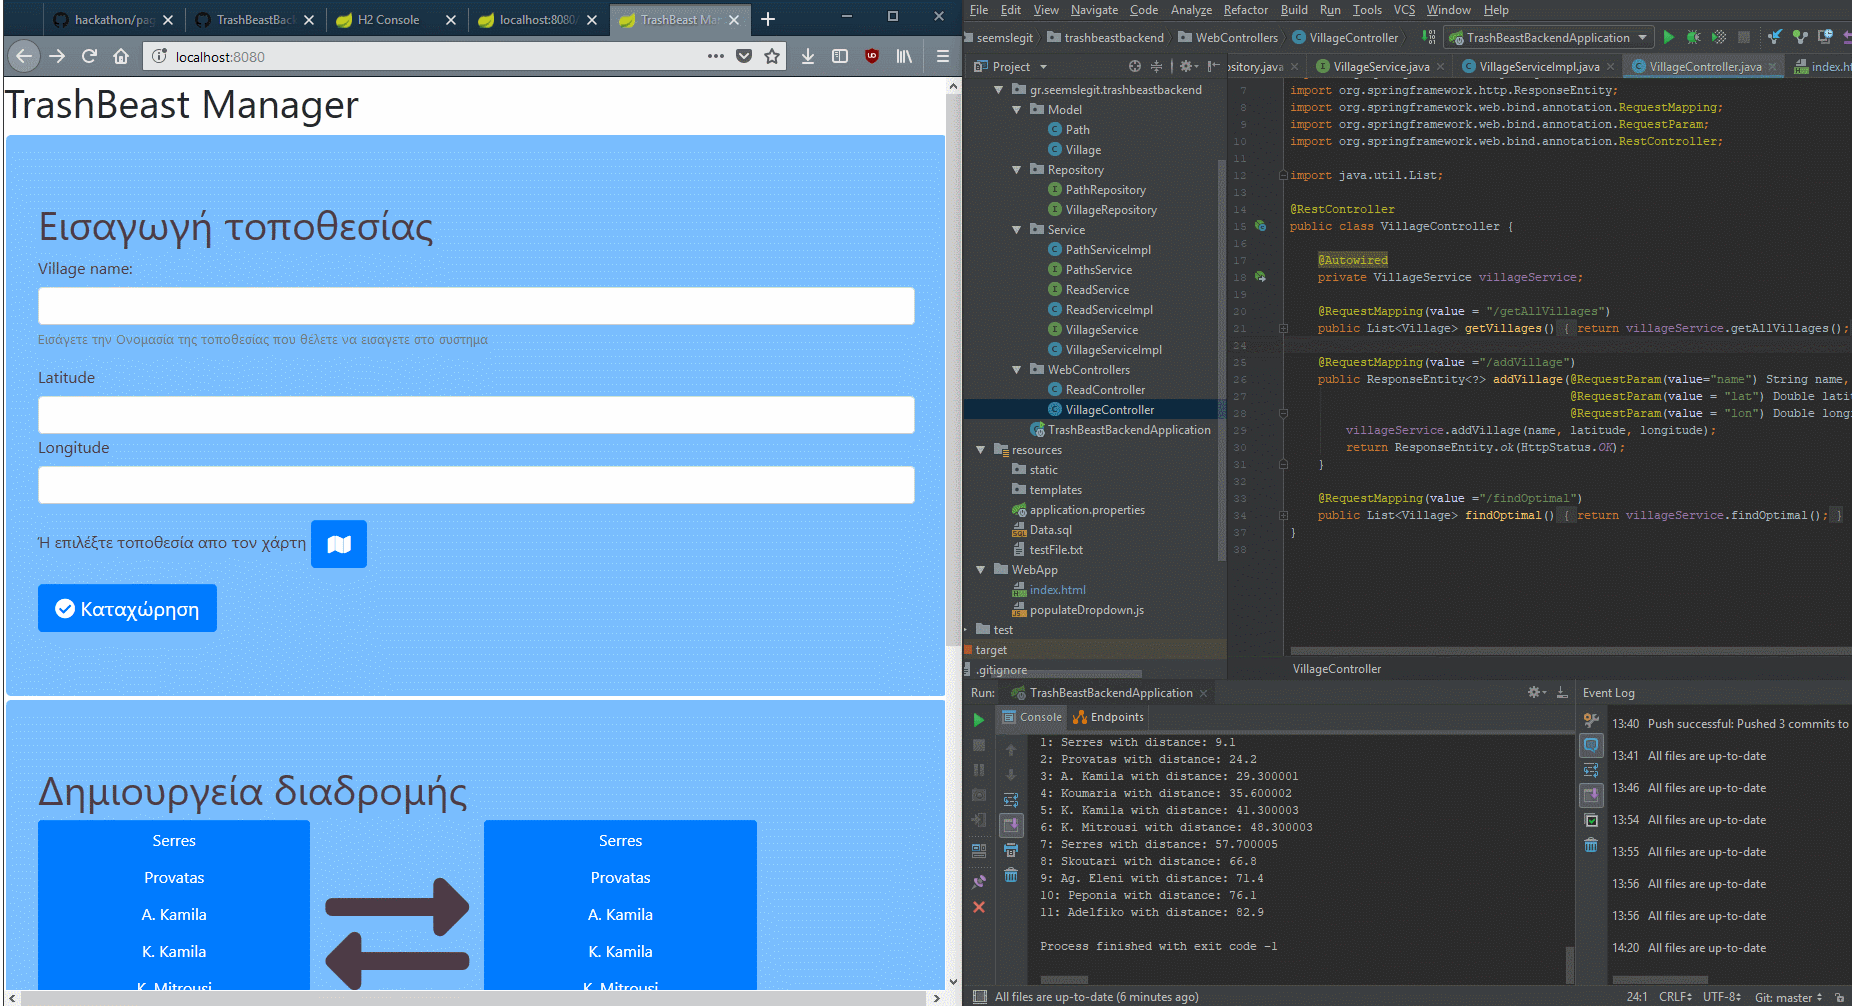 hackathon/pag
TrashBeastBac
H2 Console
localhost:8080/
TrashBeast Man
localhost:8080
TrashBeast Manager
Εισαγωγή τοποθεσίας
Village name:
Εισάγετε την Ονομασία της τοποθεσίας που θέλετε να εισαγετε στο συστημα
Latitude
Longitude
Ή επιλέξτε τοποθεσία απο τον χάρτη
Καταχώρηση
Δημιουργεία διαδρομής
Serres
Provatas
A. Kamila
K. Kamila
K. Mitrousi
Serres
Provatas
A. Kamila
K. Kamila
K. Mitrousi
File Edit View Navigate Code Analyze Refactor Build Run Tools VCS Window Help
seemslegit trashbeastbackend WebControllers VillageController TrashBeastBackendApplication
Project
ository.java VillageService.java VillageServiceImpl.java VillageController.java index.ht
gr.seemslegit.trashbeastbackend
Model
Path
Village
Repository
PathRepository
VillageRepository
Service
PathServiceImpl
PathsService
ReadService
ReadServiceImpl
VillageService
VillageServiceImpl
WebControllers
ReadController
VillageController
TrashBeastBackendApplication
resources
static
templates
application.properties
Data.sql
testFile.txt
WebApp
index.html
populateDropdown.js
test
target
.gitignore
7 import org.springframework.http.ResponseEntity;
8 import org.springframework.web.bind.annotation.RequestMapping;
9 import org.springframework.web.bind.annotation.RequestParam;
10 import org.springframework.web.bind.annotation.RestController;
11
12 import java.util.List;
13
14 @RestController
15 public class VillageController {
16
17 @Autowired
18 private VillageService villageService;
19
20 @RequestMapping(value = "/getAllVillages")
21 public List<Village> getVillages() { return villageService.getAllVillages();
24
25 @RequestMapping(value ="/addVillage")
26 public ResponseEntity<?> addVillage(@RequestParam(value="name") String name,
27 @RequestParam(value = "lat") Double latit
28 @RequestParam(value = "lon") Double longi
29 villageService.addVillage(name, latitude, longitude);
30 return ResponseEntity.ok(HttpStatus.OK);
31 }
32
33 @RequestMapping(value ="/findOptimal")
34 public List<Village> findOptimal() { return villageService.findOptimal(); }
37 }
38
VillageController
Run: TrashBeastBackendApplication
Console Endpoints
1: Serres with distance: 9.1
2: Provatas with distance: 24.2
3: A. Kamila with distance: 29.300001
4: Koumaria with distance: 35.600002
5: K. Kamila with distance: 41.300003
6: K. Mitrousi with distance: 48.300003
7: Serres with distance: 57.700005
8: Skoutari with distance: 66.8
9: Ag. Eleni with distance: 71.4
10: Peponia with distance: 76.1
11: Adelfiko with distance: 82.9
Process finished with exit code -1
Event Log
13:40 Push successful: Pushed 3 commits to
13:41 All files are up-to-date
13:46 All files are up-to-date
13:54 All files are up-to-date
13:55 All files are up-to-date
13:56 All files are up-to-date
13:56 All files are up-to-date
14:20 All files are up-to-date
All files are up-to-date (6 minutes ago)
24:1 CRLF UTF-8 Git: master